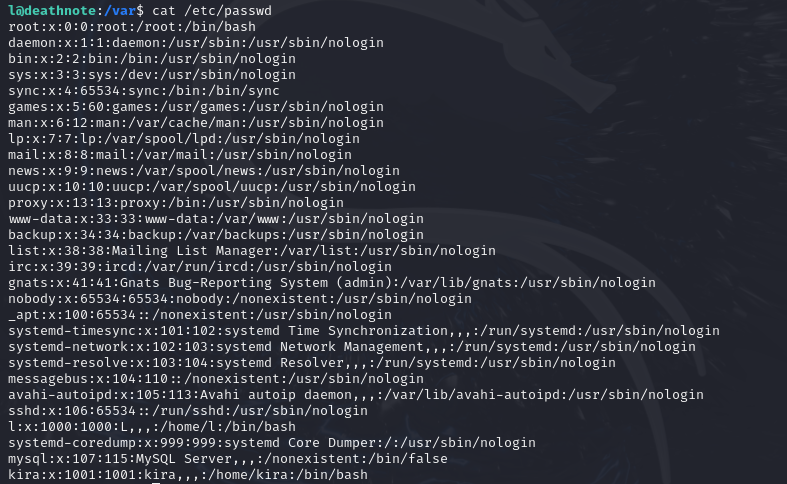 l@deathnote:/var$ cat /etc/passwd
root:x:0:0:root:/root:/bin/bash
daemon:x:1:1:daemon:/usr/sbin:/usr/sbin/nologin
bin:x:2:2:bin:/bin:/usr/sbin/nologin
sys:x:3:3:sys:/dev:/usr/sbin/nologin
sync:x:4:65534:sync:/bin:/bin/sync
games:x:5:60:games:/usr/games:/usr/sbin/nologin
man:x:6:12:man:/var/cache/man:/usr/sbin/nologin
lp:x:7:7:lp:/var/spool/lpd:/usr/sbin/nologin
mail:x:8:8:mail:/var/mail:/usr/sbin/nologin
news:x:9:9:news:/var/spool/news:/usr/sbin/nologin
uucp:x:10:10:uucp:/var/spool/uucp:/usr/sbin/nologin
proxy:x:13:13:proxy:/bin:/usr/sbin/nologin
www-data:x:33:33:www-data:/var/www:/usr/sbin/nologin
backup:x:34:34:backup:/var/backups:/usr/sbin/nologin
list:x:38:38:Mailing List Manager:/var/list:/usr/sbin/nologin
irc:x:39:39:ircd:/var/run/ircd:/usr/sbin/nologin
gnats:x:41:41:Gnats Bug-Reporting System (admin):/var/lib/gnats:/usr/sbin/nologin
nobody:x:65534:65534:nobody:/nonexistent:/usr/sbin/nologin
_apt:x:100:65534::/nonexistent:/usr/sbin/nologin
systemd-timesync:x:101:102:systemd Time Synchronization,,,:/run/systemd:/usr/sbin/nologin
systemd-network:x:102:103:systemd Network Management,,,:/run/systemd:/usr/sbin/nologin
systemd-resolve:x:103:104:systemd Resolver,,,:/run/systemd:/usr/sbin/nologin
messagebus:x:104:110::/nonexistent:/usr/sbin/nologin
avahi-autoipd:x:105:113:Avahi autoip daemon,,,:/var/lib/avahi-autoipd:/usr/sbin/nologin
sshd:x:106:65534::/run/sshd:/usr/sbin/nologin
l:x:1000:1000:L,,,:/home/l:/bin/bash
systemd-coredump:x:999:999:systemd Core Dumper:/:/usr/sbin/nologin
mysql:x:107:115:MySQL Server,,,:/nonexistent:/bin/false
kira:x:1001:1001:kira,,,:/home/kira:/bin/bash